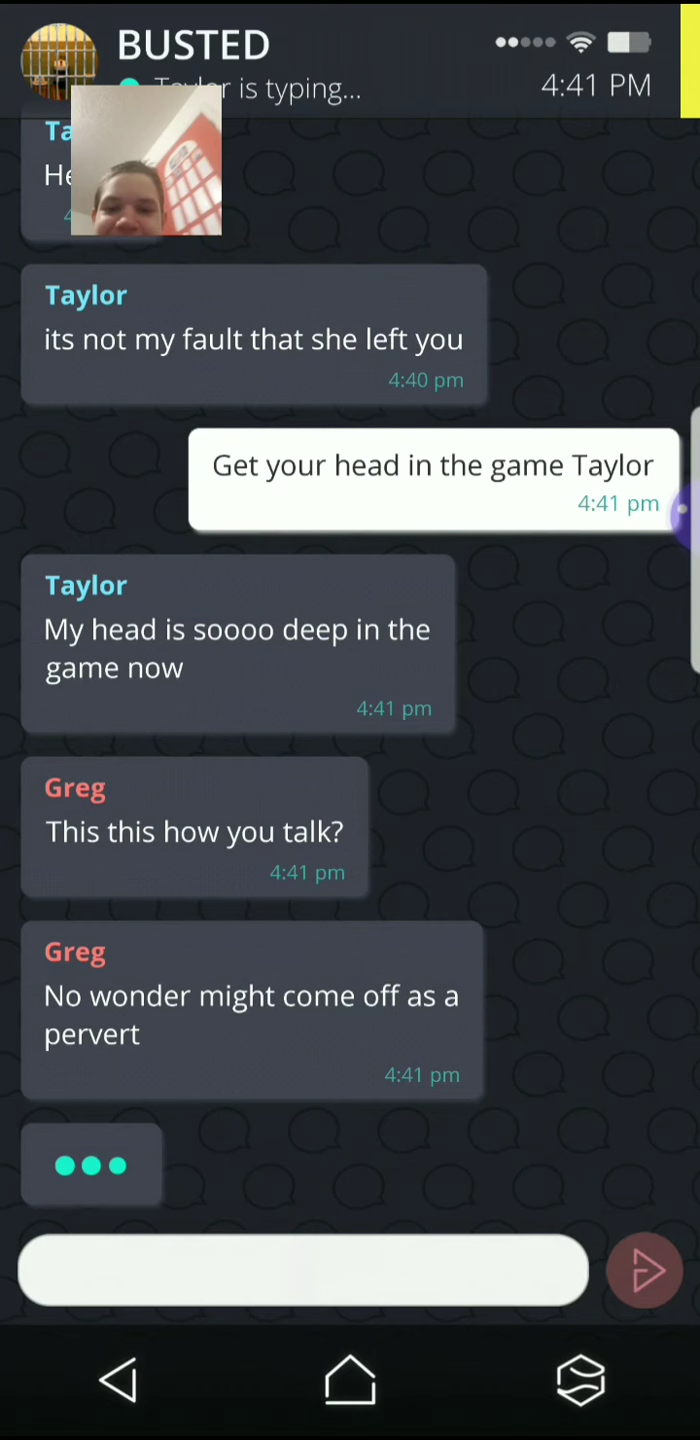 BUSTED
is typing...
4:41 PM
Ta
He
Taylor
its not my fault that she left you
4:40 pm
Get your head in the game Taylor
4:41 pm
Taylor
My head is soooo deep in the
game now
4:41 pm
Greg
This this how you talk?
4:41 pm
Greg
No wonder might come off as a
pervert
4:41 pm